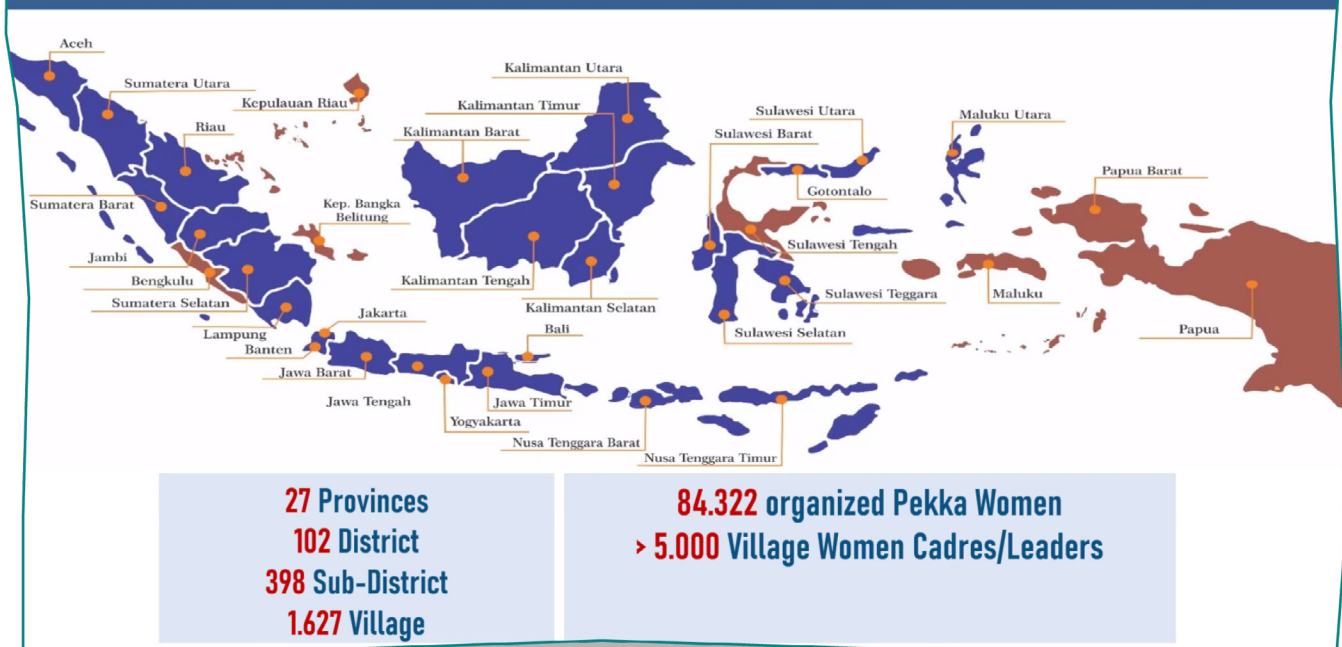 Aceh
Sumatera Utara
Kepulauan Riau
Riau
Sumatera Barat
Kep. Bangka
Belitung
Jambi
Bengkulu
Sumatera Selatan
Lampung
Jakarta
Banten
Jawa Barat
Jawa Tengah
Yogyakarta
Jawa Timur
Bali
Nusa Tenggara Barat
Nusa Tenggara Timur
Kalimantan Utara
Kalimantan Timur
Kalimantan Barat
Kalimantan Tengah
Kalimantan Selatan
Sulawesi Utara
Sulawesi Barat
Gotontalo
Sulawesi Tengah
Sulawesi Teggara
Sulawesi Selatan
Maluku Utara
Maluku
Papua Barat
Papua
27 Provinces
102 District
398 Sub-District
1.627 Village
84.322 organized Pekka Women
> 5.000 Village Women Cadres/Leaders